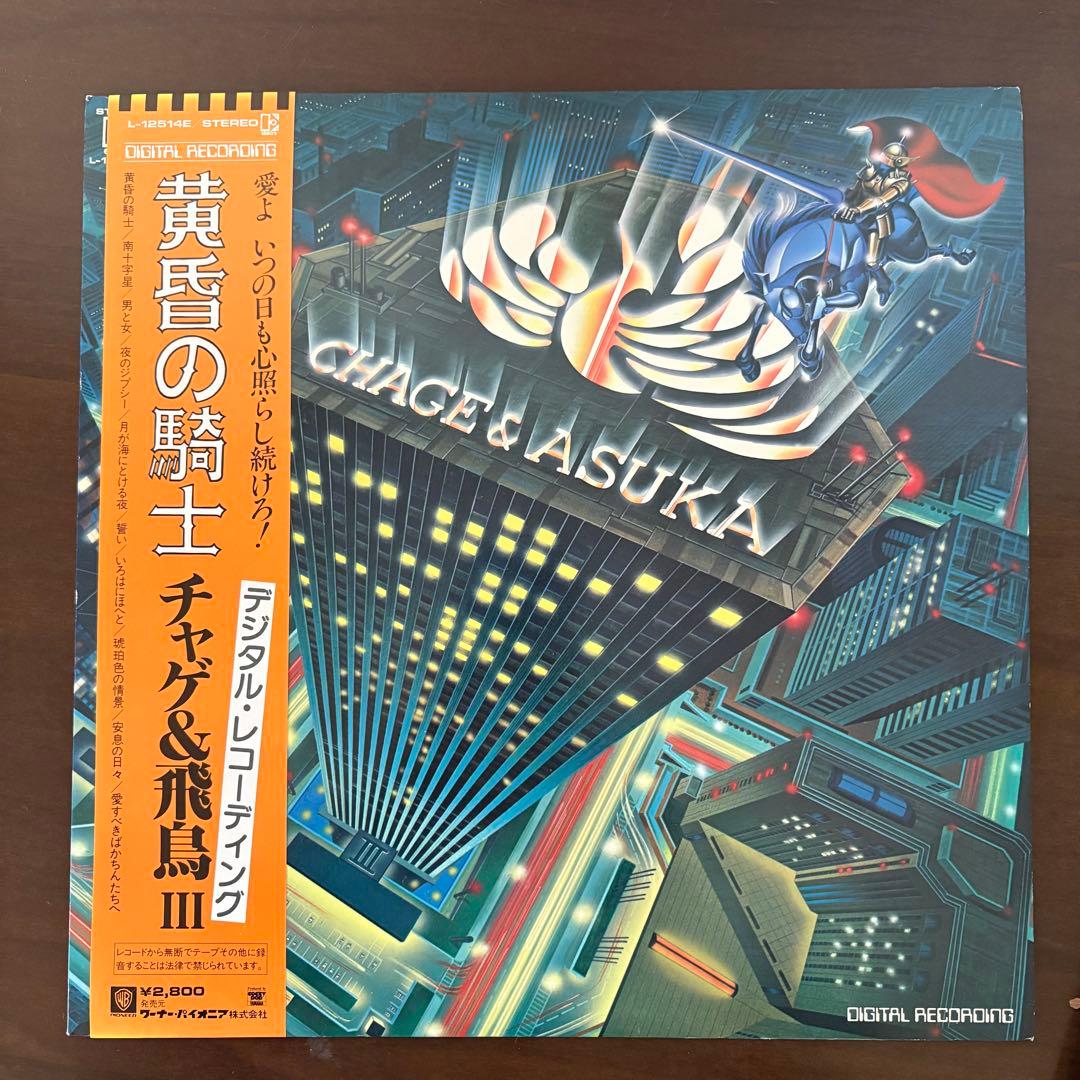 L-12514E STEREO
DIGITAL RECORDING
愛よ いつの日も心照らし続けろ!
黄昏の騎士
チャゲ&飛鳥 III
デジタル・レコーディング
黄昏の騎士/南十字星/男と女/夜のジプシー/月が海にとける夜/誓い/いろはにほへと/琥珀色の情景/安息の日々/愛すべきばかちんたちへ
レコードから無断でテープその他に録
音することは法律で禁じられています。
¥2,800
発売元
ワーナー・パイオニア株式会社
WB
PIONEER
CHAGE & ASUKA
III
DIGITAL RECORDING